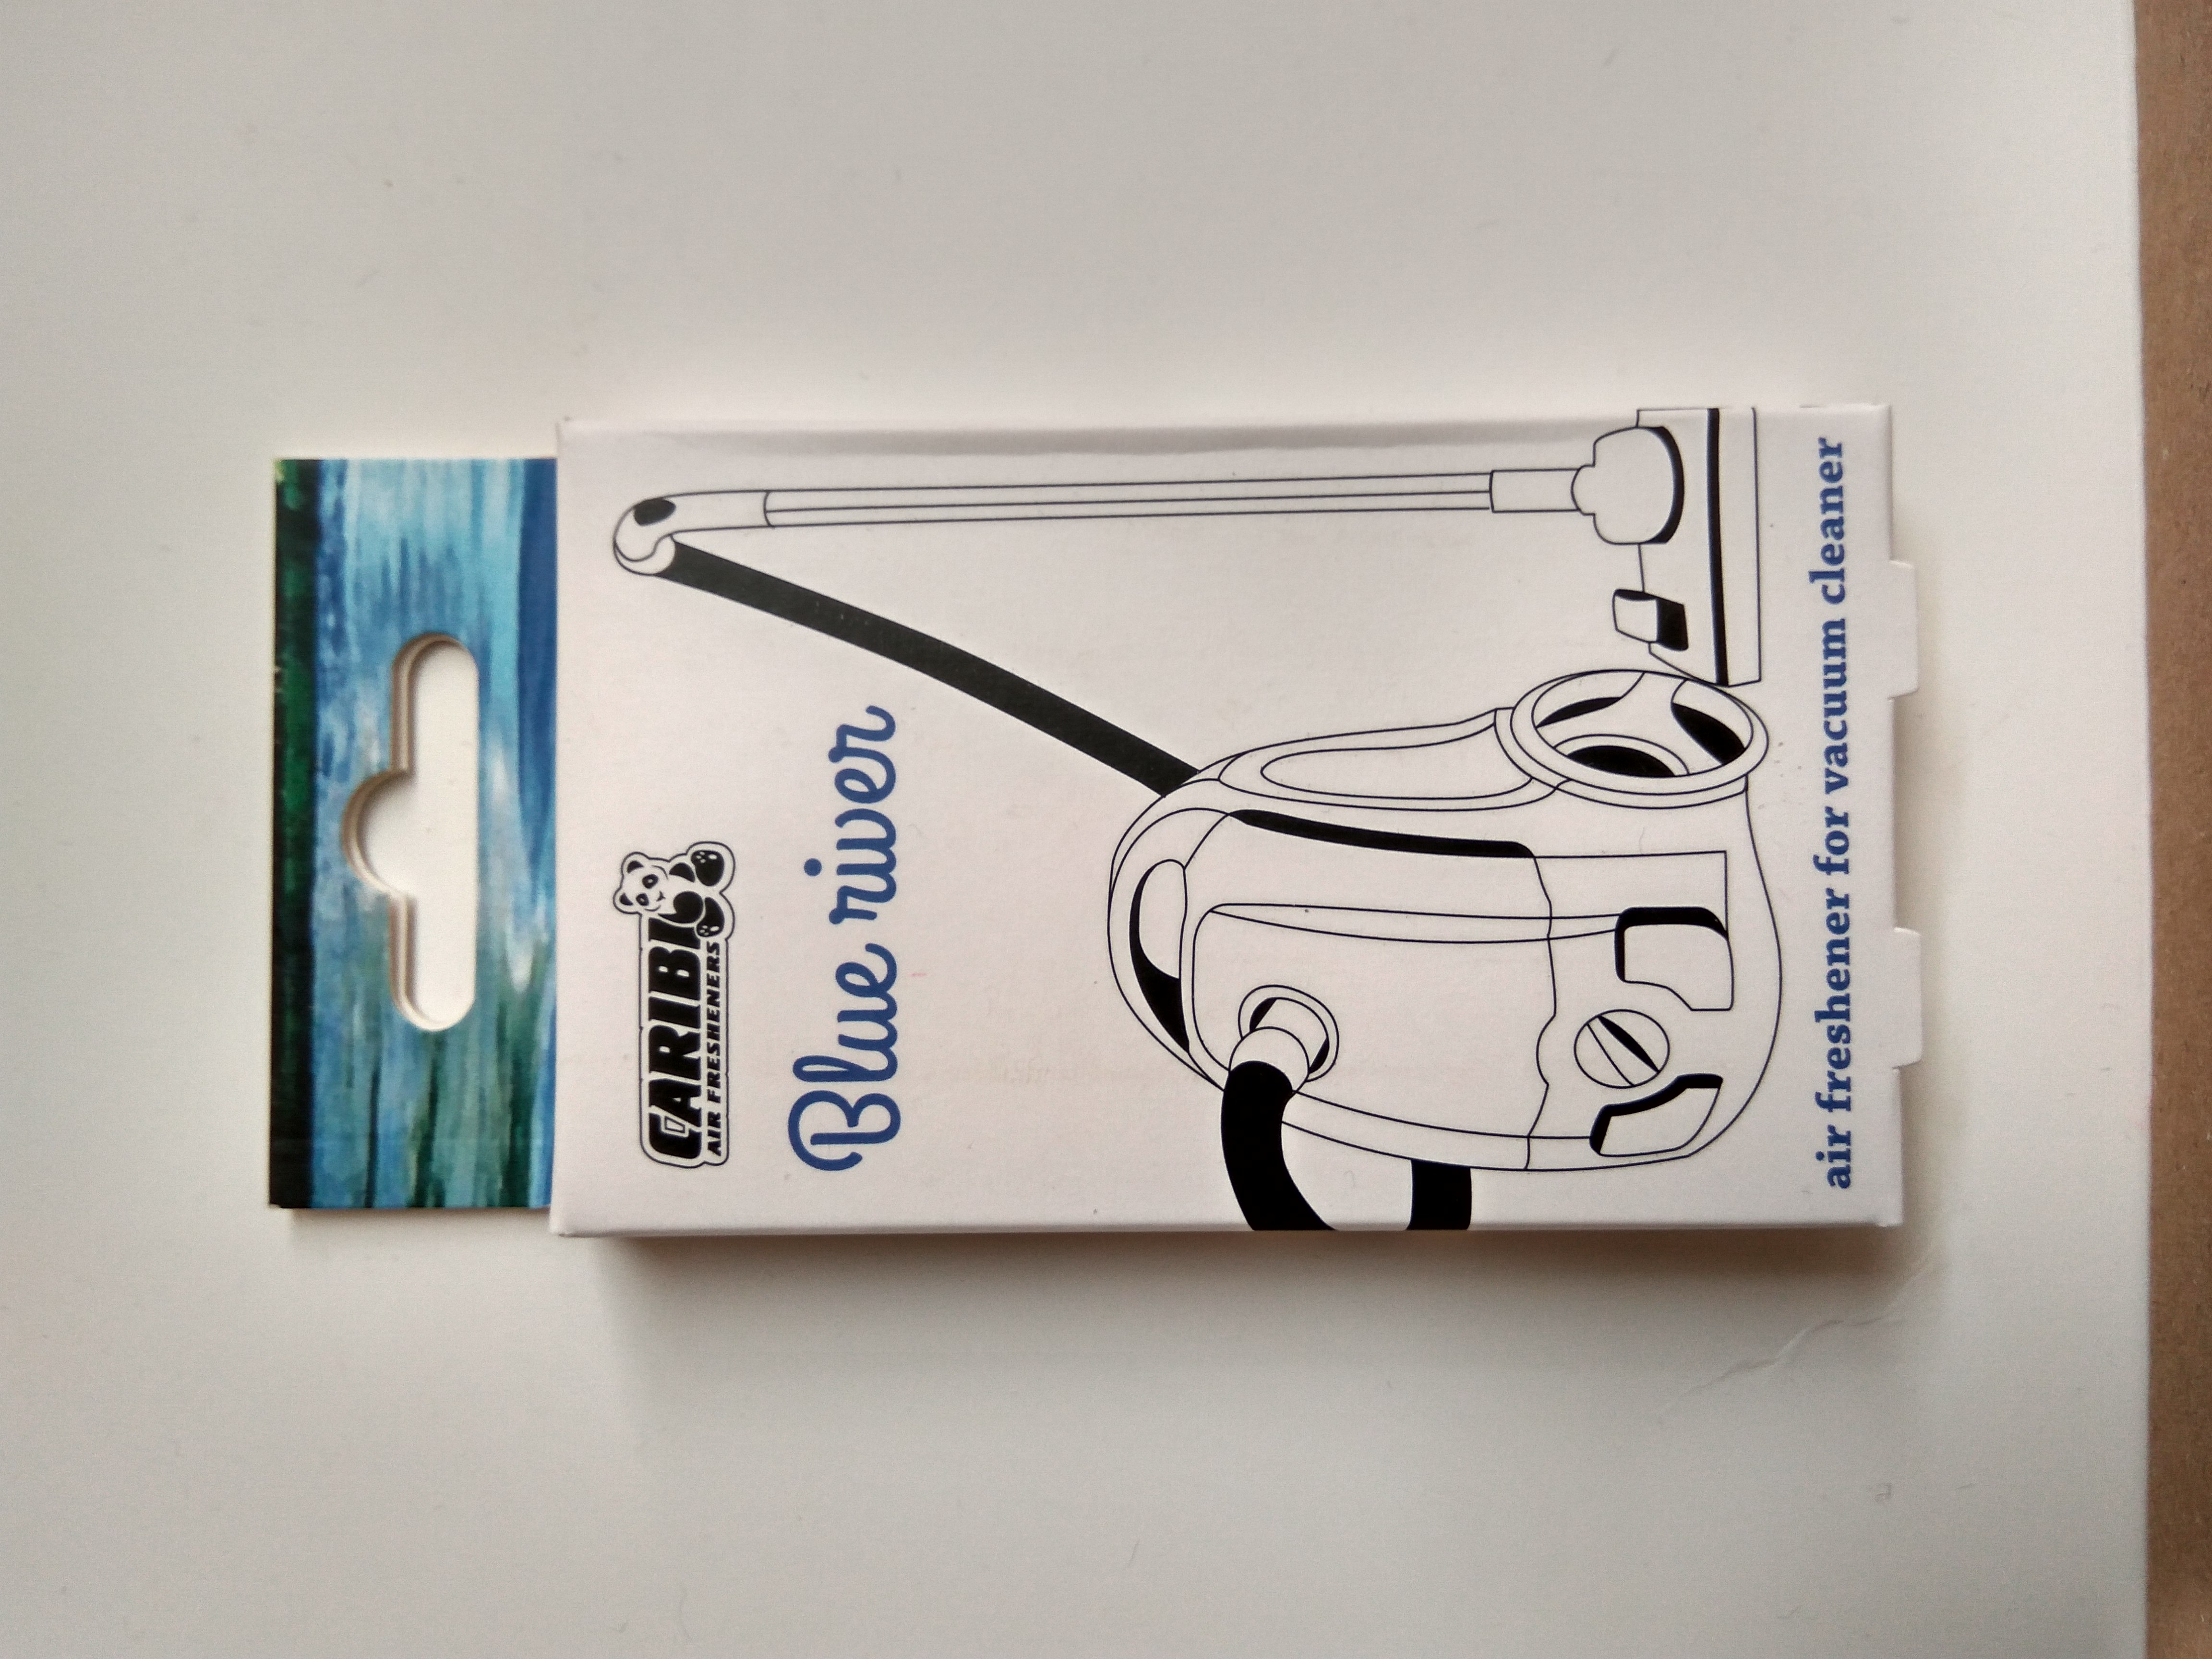 CARIBI
AIR FRESHENERS
Blue river
air freshener for vacuum cleaner